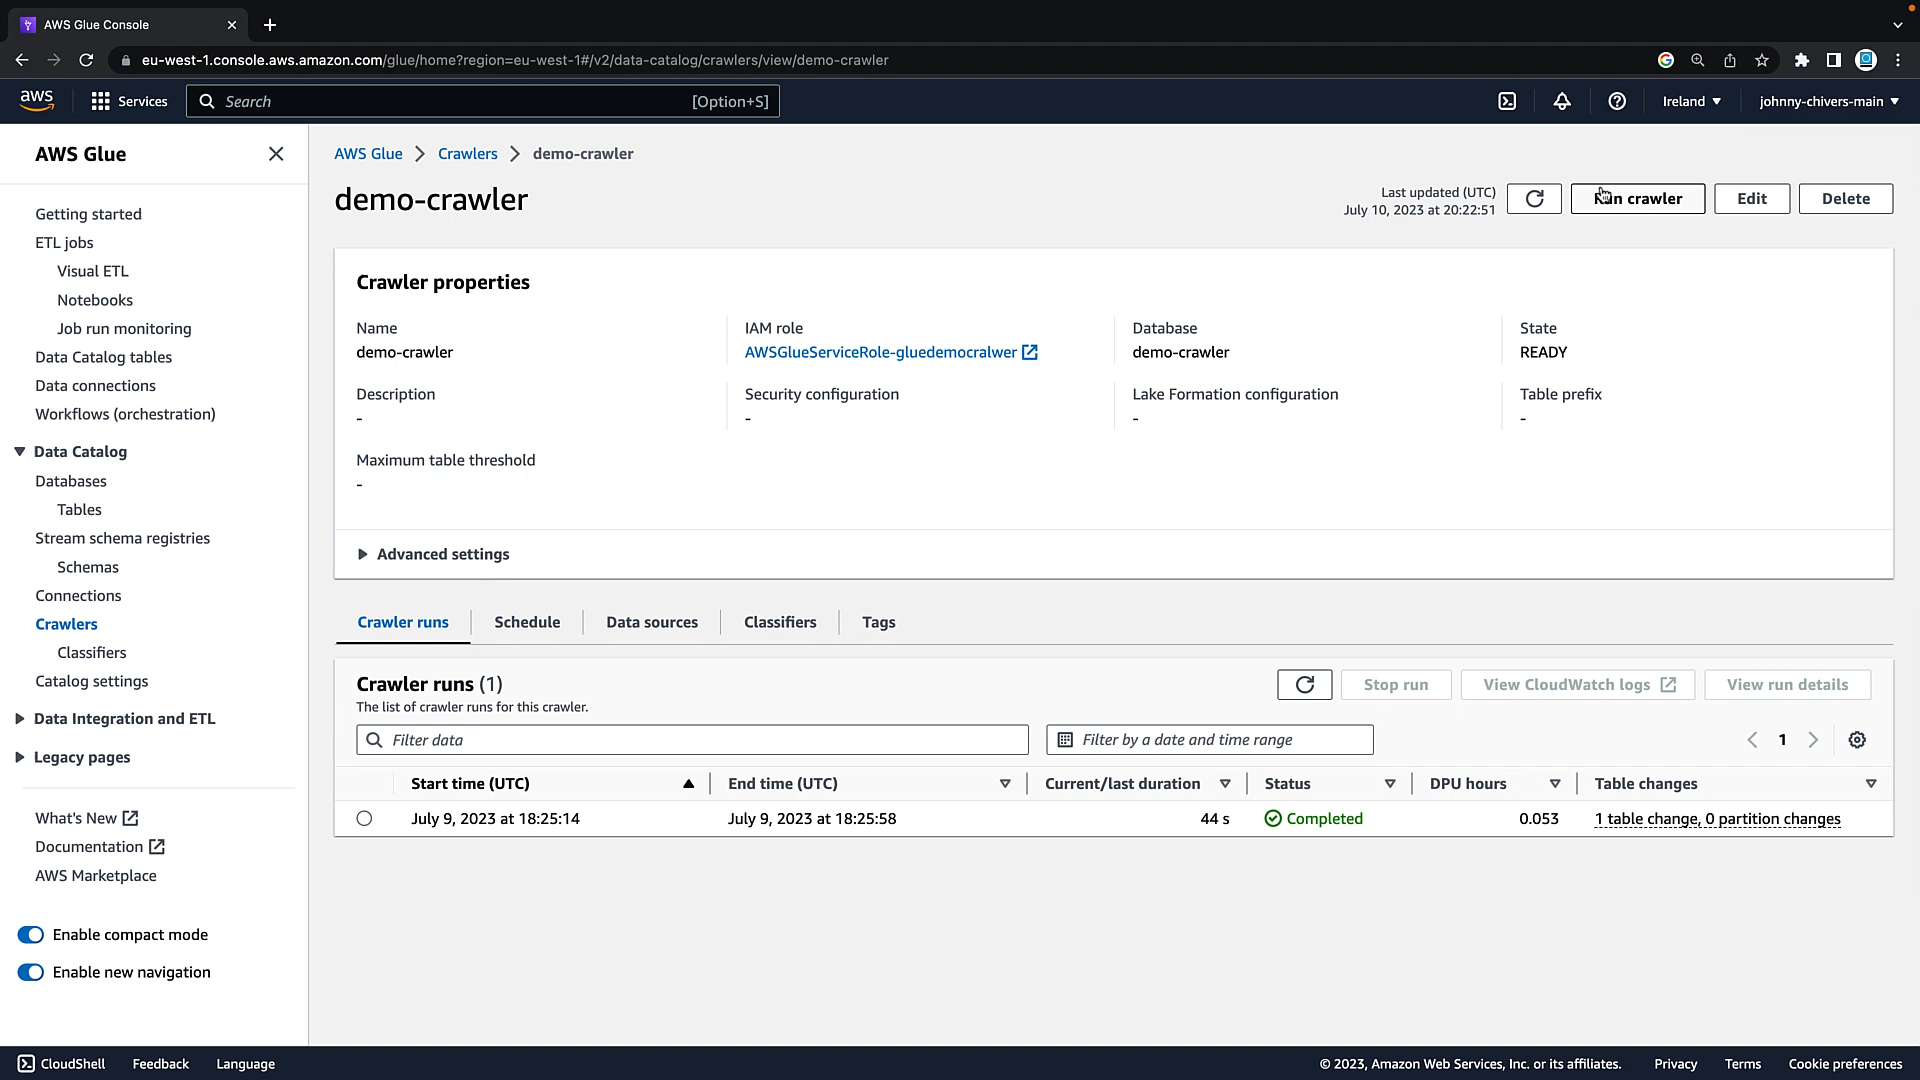 AWS Glue Console
eu-west-1.console.aws.amazon.com/glue/home?region=eu-west-1#/v2/data-catalog/crawlers/view/demo-crawler
aws Services Search [Option+S] Ireland johnny-chivers-main
AWS Glue
Getting started
ETL jobs
Visual ETL
Notebooks
Job run monitoring
Data Catalog tables
Data connections
Workflows (orchestration)
Data Catalog
Databases
Tables
Stream schema registries
Schemas
Connections
Crawlers
Classifiers
Catalog settings
Data Integration and ETL
Legacy pages
What's New
Documentation
AWS Marketplace
Enable compact mode
Enable new navigation
AWS Glue Crawlers demo-crawler
demo-crawler
Last updated (UTC)
July 10, 2023 at 20:22:51
Run crawler Edit Delete
Crawler properties
Name IAM role Database State
demo-crawler AWSGlueServiceRole-gluedemocralwer demo-crawler READY
Description Security configuration Lake Formation configuration Table prefix
- - - -
Maximum table threshold
-
Advanced settings
Crawler runs Schedule Data sources Classifiers Tags
Crawler runs (1)
The list of crawler runs for this crawler.
Stop run View CloudWatch logs View run details
Filter data Filter by a date and time range 1
Start time (UTC) End time (UTC) Current/last duration Status DPU hours Table changes
July 9, 2023 at 18:25:14 July 9, 2023 at 18:25:58 44 s Completed 0.053 1 table change, 0 partition changes
CloudShell Feedback Language © 2023, Amazon Web Services, Inc. or its affiliates. Privacy Terms Cookie preferences